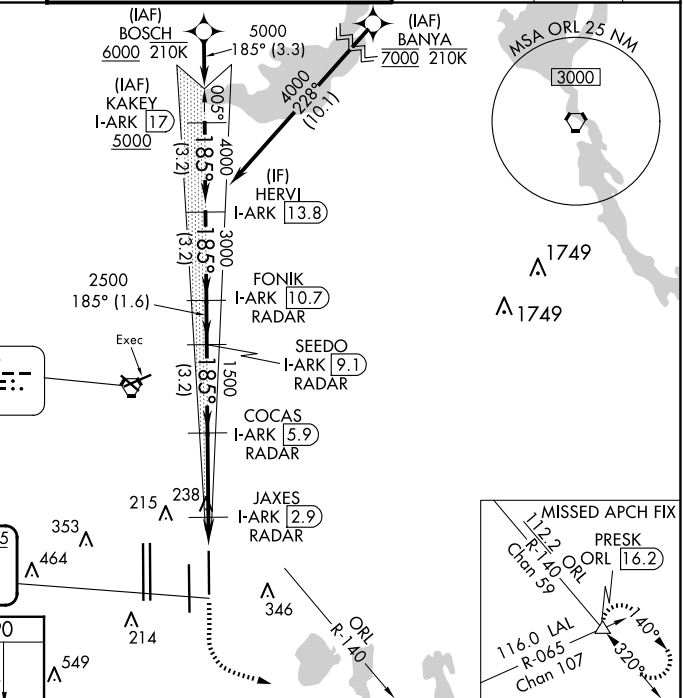 (IAF)
BOSCH
6000 210K
5000
185° (3.3)
(IAF)
BANYA
7000 210K
4000
228°
(10.1)
MSA ORL 25 NM
3000
(IAF)
KAKEY
I-ARK 17
5000
005°
185°
4000
(3.2)
(IF)
HERVI
I-ARK 13.8
185°
3000
(3.2)
1749
1749
2500
185° (1.6)
FONIK
I-ARK 10.7
RADAR
Exec
SEEDO
I-ARK 9.1
RADAR
185°
1500
(3.2)
COCAS
I-ARK 5.9
RADAR
JAXES
I-ARK 2.9
RADAR
215
238
353
464
5
346
214
549
90
ORL
R-140
MISSED APCH FIX
112.2 ORL
R-140
Chan 59
PRESK
ORL 16.2
116.0 LAL
R-065
Chan 107
140°
320°